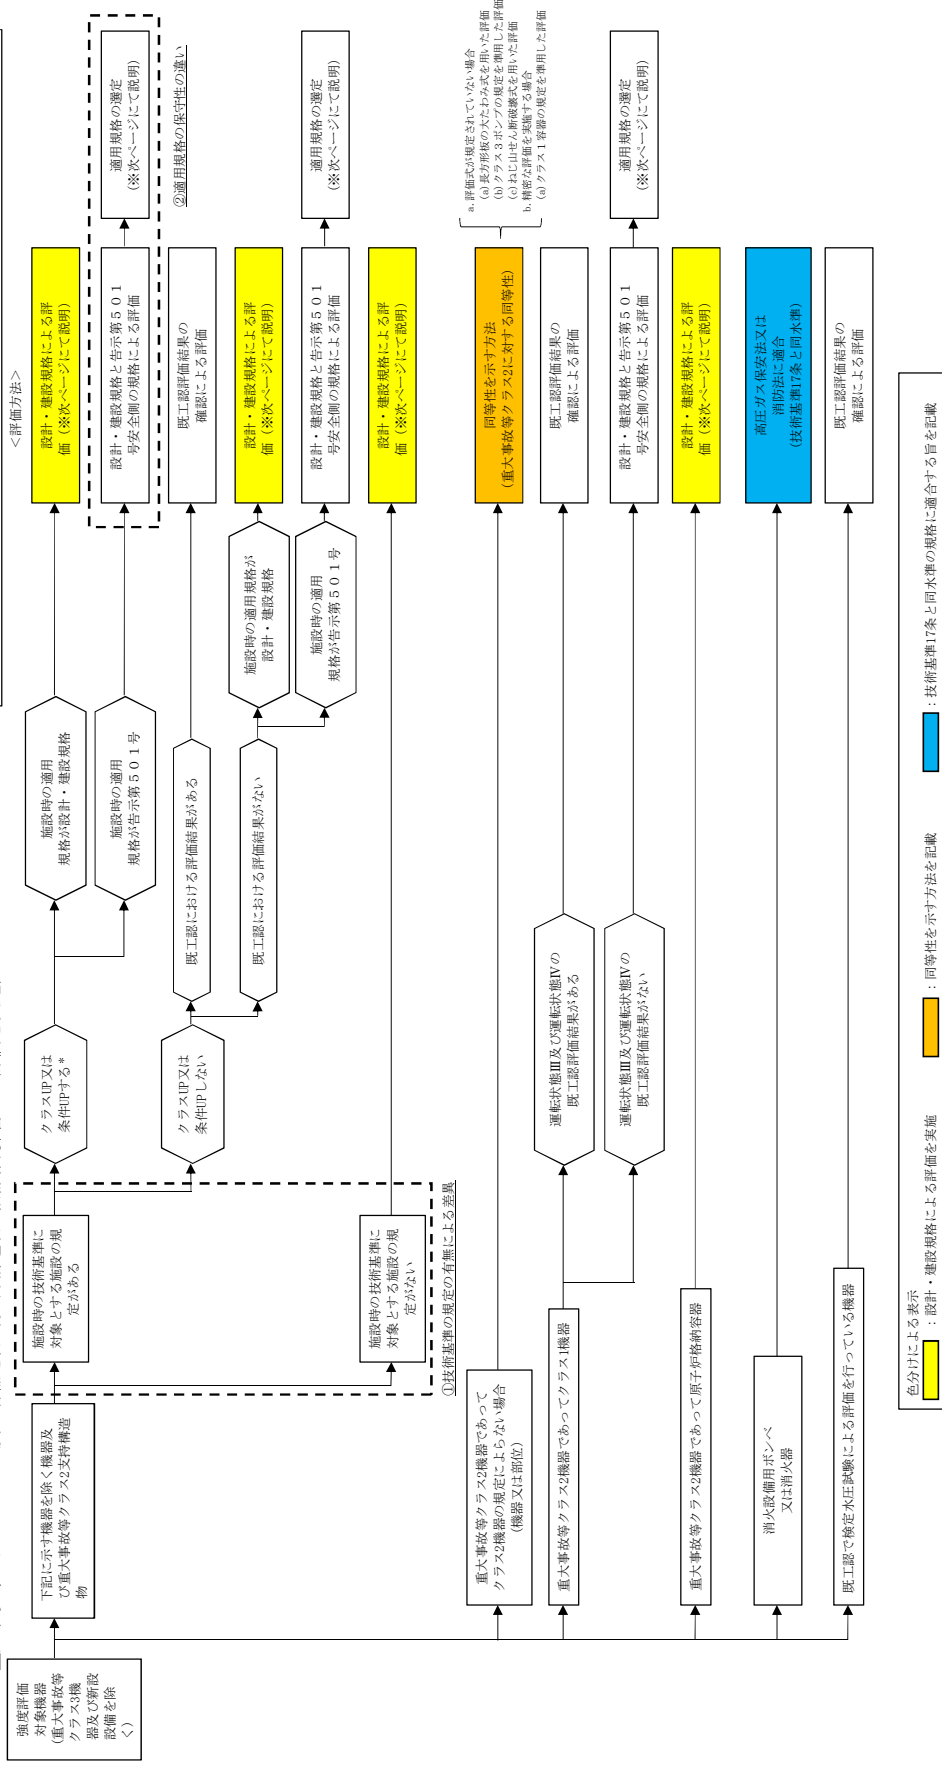 ＜評価方法＞
強度評価
対象機器
(重大事故等
クラス3機
器及び新設
設備を除
く)
下記に示す機器を除く機器及
び重大事故等クラス2支持構造
物
施設時の技術基準に
対象とする施設の規
定がある
クラスUP又は
条件UPする*
施設時の適用
規格が設計・建設規格
設計・建設規格による評
価（※次ページにて説明）
施設時の適用
規格が告示第５０１号
設計・建設規格と告示第５０１
号安全側の規格による評価
適用規格の選定
(※次ページにて説明)
②適用規格の保守性の違い
クラスUP又は
条件UPしない
既工認における評価結果がある
既工認評価結果の
確認による評価
既工認における評価結果がない
施設時の適用規格が
設計・建設規格
設計・建設規格による評
価（※次ページにて説明）
施設時の適用
規格が告示第５０１号
設計・建設規格と告示第５０１
号安全側の規格による評価
適用規格の選定
(※次ページにて説明)
施設時の技術基準に
対象とする施設の規
定がない
設計・建設規格による評
価（※次ページにて説明）
①技術基準の規定の有無による差異
重大事故等クラス2機器であって
クラス2機器の規定によらない場合
(機器又は部位)
同等性を示す方法
（重大事故等クラス2に対する同等性）
a. 評価式が規定されていない場合
(a) 長方形板の大たわみ式を用いた評価
(b) クラス３ポンプの規定を準用した評価
(c) ねじ山せん断破壊式を用いた評価
b. 精密な評価を実施する場合
(a) クラス１容器の規定を準用した評価
重大事故等クラス2機器であってクラス1機器
運転状態Ⅲ及び運転状態Ⅳの
既工認評価結果がある
既工認評価結果の
確認による評価
運転状態Ⅲ及び運転状態Ⅳの
既工認評価結果がない
設計・建設規格と告示第５０１
号安全側の規格による評価
適用規格の選定
(※次ページにて説明)
重大事故等クラス2機器であって原子炉格納容器
設計・建設規格による評
価（※次ページにて説明）
消火設備用ボンベ
又は消火器
高圧ガス保安法又は
消防法に適合
(技術基準17条と同水準)
既工認で検定水圧試験による評価を行っている機器
既工認評価結果の
確認による評価
色分けによる表示
：設計・建設規格による評価を実施
：同等性を示す方法を記載
：技術基準17条と同水準の規格に適合する旨を記載